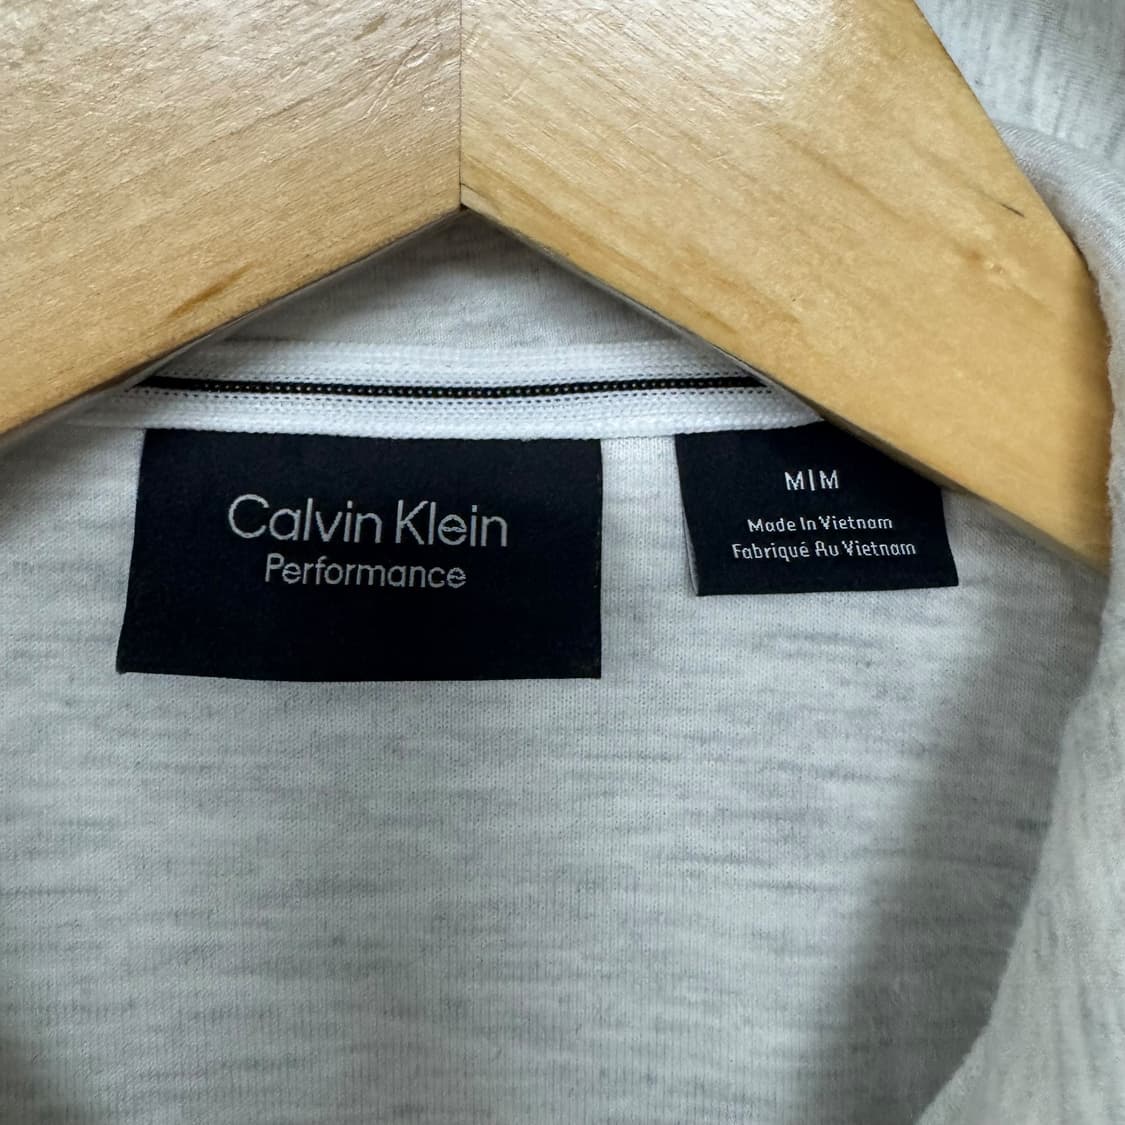 Calvin Klein
Performance
M|M
Made In Vietnam
Fabriqué Au Vietnam